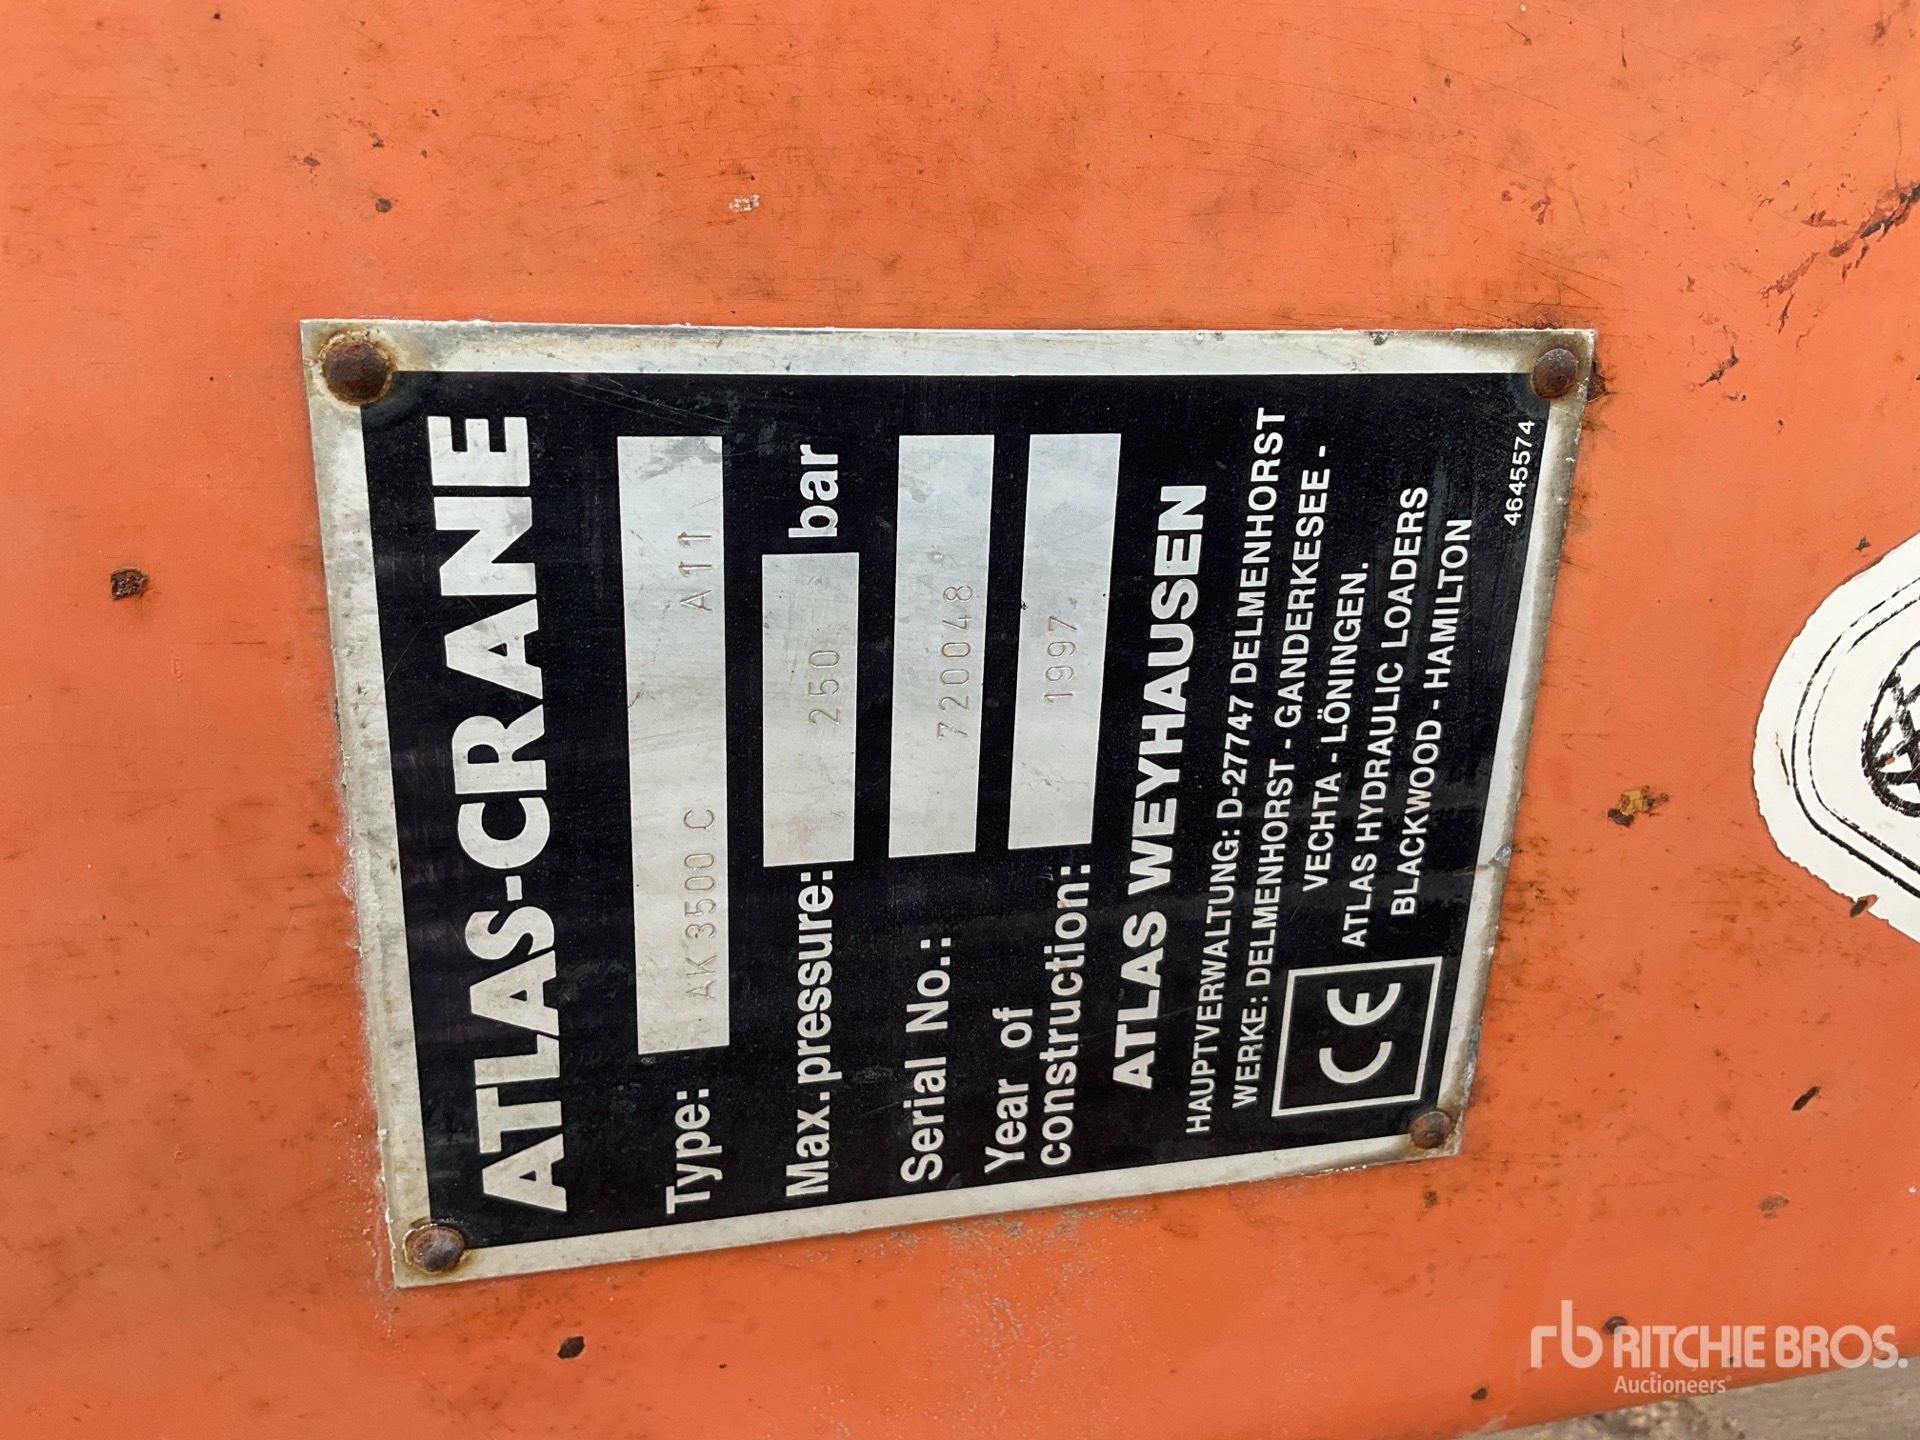 ATLAS-CRANE
Type: AK 3500 C A11
Max.pressure: 250 bar
Serial No.: 720048
Year of
construction: 1997
ATLAS WEYHAUSEN
HAUPTVERWALTUNG: D-27747 DELMENHORST
WERKE: DELMENHORST - GANDERKESEE -
VECHTA - LÖNINGEN.
ATLAS HYDRAULIC LOADERS
BLACKWOOD - HAMILTON
CE
4645574
rb RITCHIE BROS.
Auctioneers